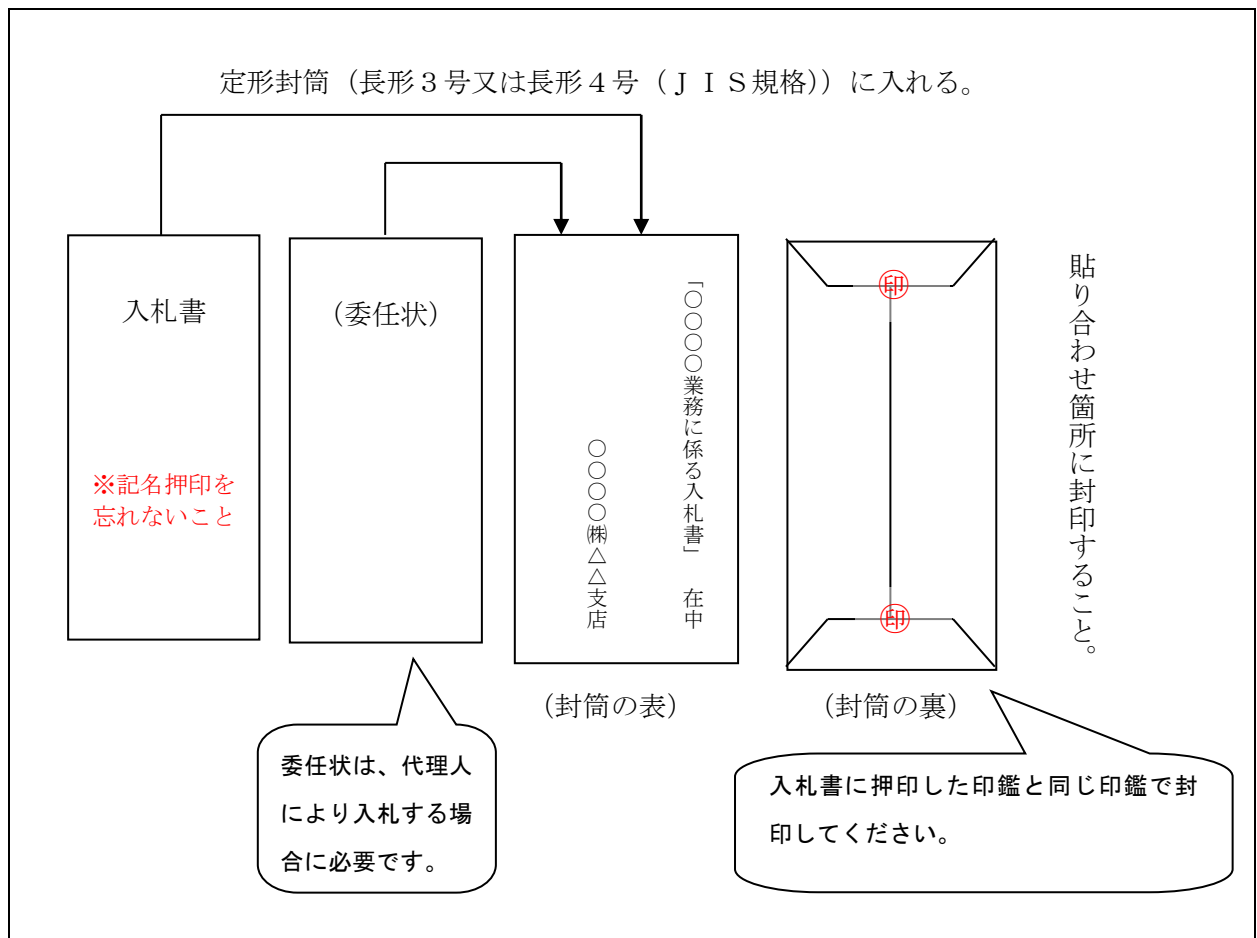 定形封筒（長形３号又は長形４号（ＪＩＳ規格））に入れる。
入札書
※記名押印を
忘れないこと
（委任状）
「〇〇〇〇業務に係る入札書」　在中
〇〇〇〇㈱△△支店
印
印
貼り合わせ箇所に封印すること。
（封筒の表）
（封筒の裏）
委任状は、代理人
により入札する場
合に必要です。
入札書に押印した印鑑と同じ印鑑で封
印してください。